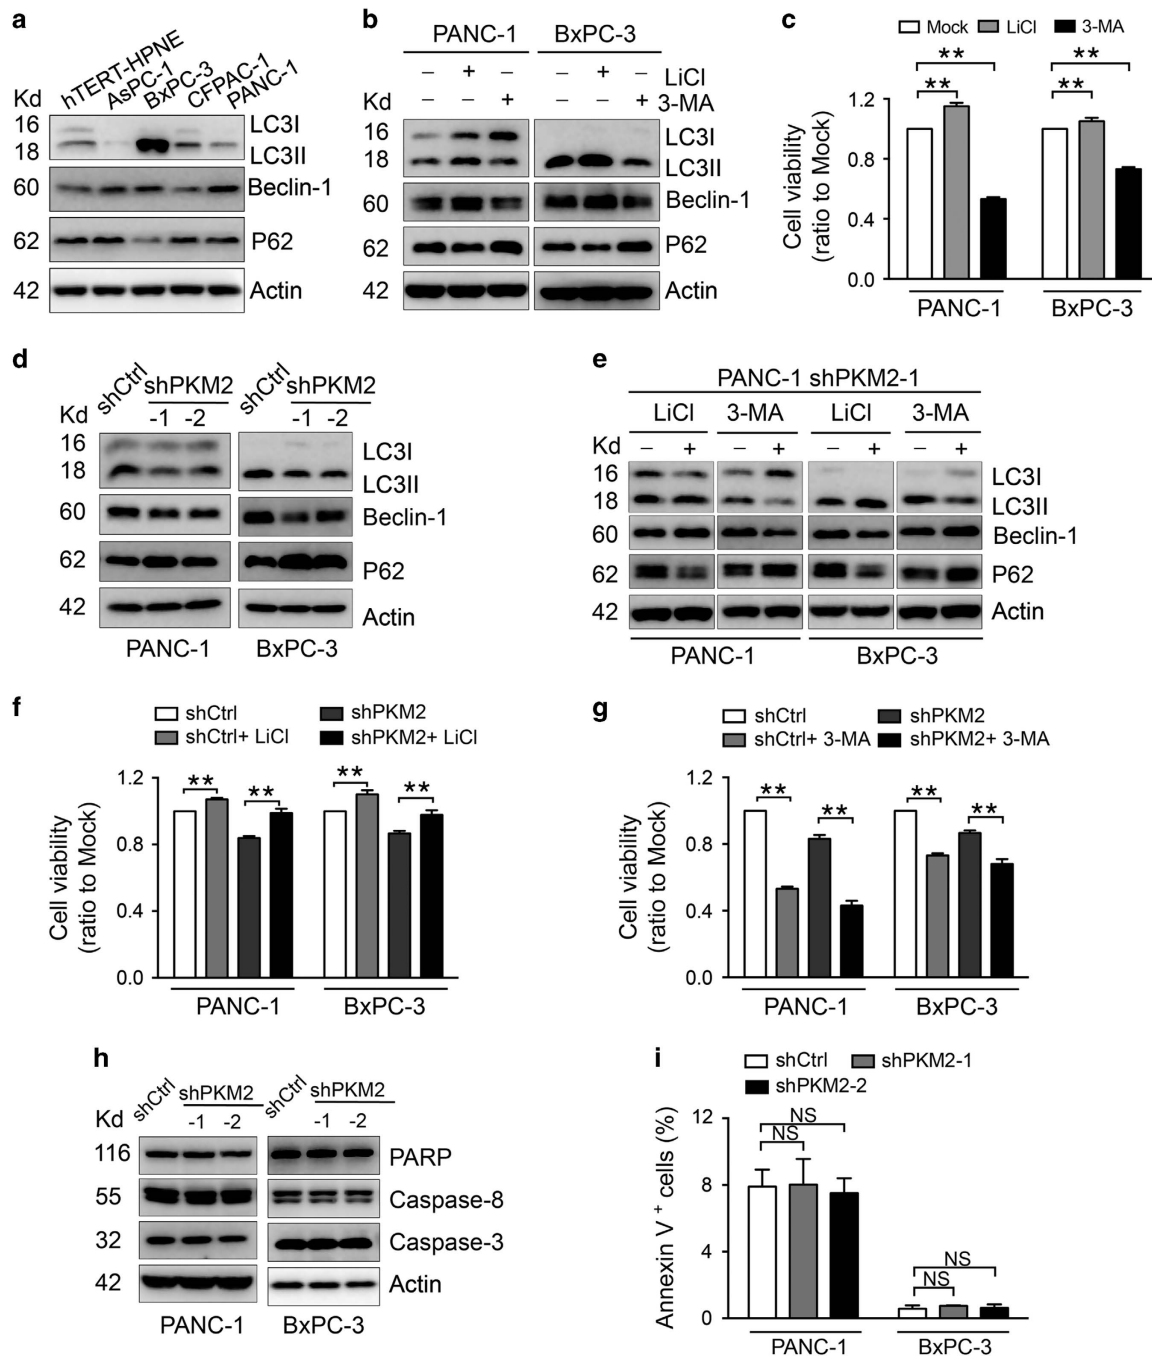 a
hTERT-HPNE AsPC-1 BxPC-3 CFPAC-1 PANC-1
Kd
16 LC3I
18 LC3II
60 Beclin-1
62 P62
42 Actin
b
PANC-1 BxPC-3
– + – – + – LiCl
Kd – – + – – + 3-MA
16 LC3I
18 LC3II
60 Beclin-1
62 P62
42 Actin
c
Mock LiCl 3-MA
** **
** **
1.2
0.8
0.4
0.0
Cell viability
(ratio to Mock)
PANC-1 BxPC-3
d
shCtrl shPKM2 shCtrl shPKM2
Kd -1 -2 -1 -2
16 LC3I
18 LC3II
60 Beclin-1
62 P62
42 Actin
PANC-1 BxPC-3
e
PANC-1 shPKM2-1
LiCl 3-MA LiCl 3-MA
Kd – + – + – + – +
16 LC3I
18 LC3II
60 Beclin-1
62 P62
42 Actin
PANC-1 BxPC-3
f
shCtrl shPKM2
shCtrl+ LiCl shPKM2+ LiCl
** ** ** **
1.2
0.8
0.4
0.0
Cell viability
(ratio to Mock)
PANC-1 BxPC-3
g
shCtrl shPKM2
shCtrl+ 3-MA shPKM2+ 3-MA
** ** ** **
1.2
0.8
0.4
0.0
Cell viability
(ratio to Mock)
PANC-1 BxPC-3
h
shCtrl shPKM2 shCtrl shPKM2
Kd -1 -2 -1 -2
116 PARP
55 Caspase-8
32 Caspase-3
42 Actin
PANC-1 BxPC-3
i
shCtrl shPKM2-1
shPKM2-2
NS
NS
NS
NS
12
8
4
0
Annexin V + cells (%)
PANC-1 BxPC-3